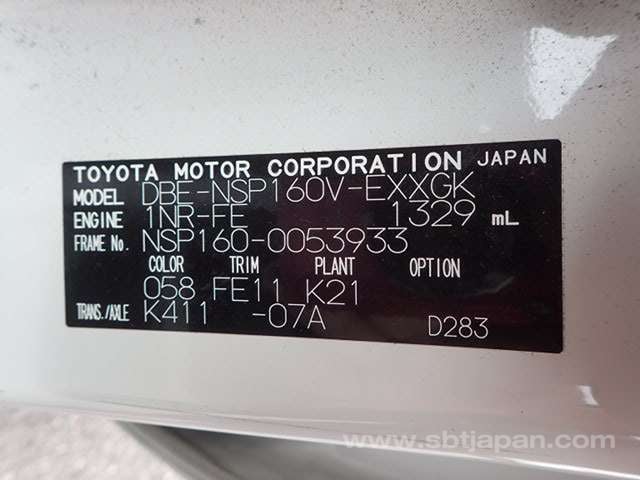 TOYOTA MOTOR CORPORATION JAPAN
MODEL DBE-NSP160V-EXXGK
ENGINE 1NR-FE 1329 mL
FRAME No. NSP160-0053933
COLOR TRIM PLANT OPTION
058 FE11 K21
TRANS./AXLE K411 -07A D283
www.sbtjapan.com